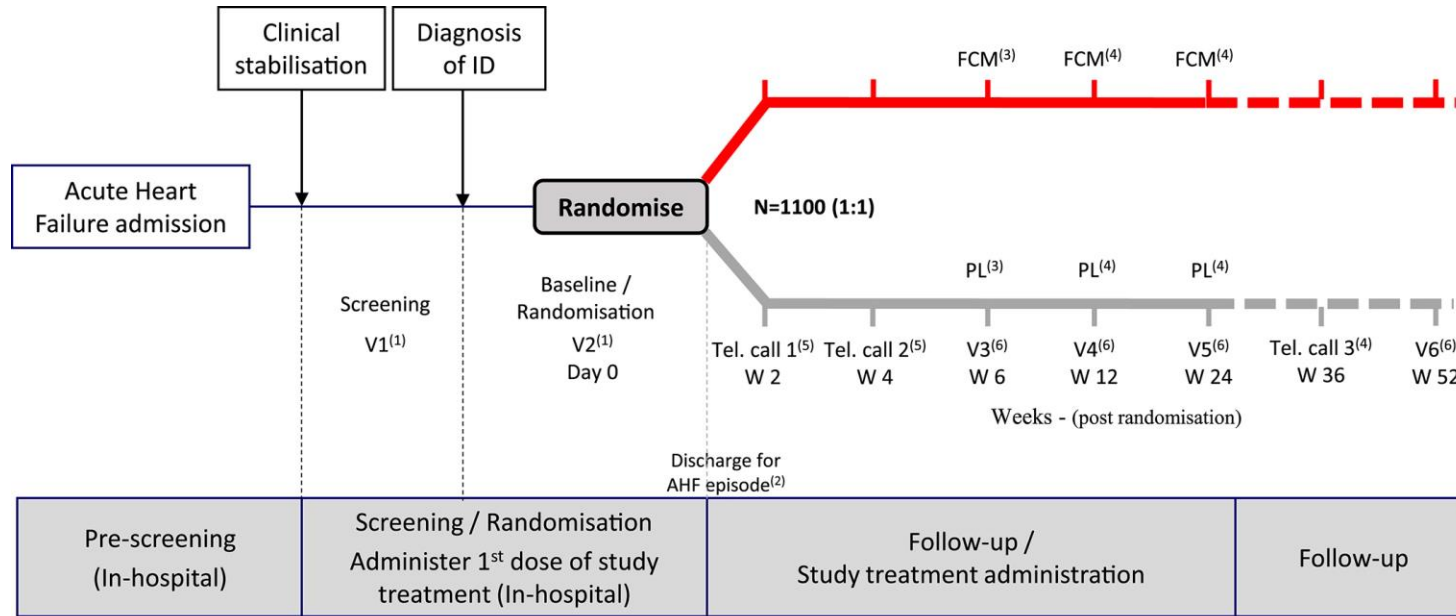 Clinical
stabilisation
Diagnosis
of ID
FCM(3)
FCM(4)
FCM(4)
Acute Heart
Failure admission
Randomise
N=1100 (1:1)
Screening
V1(1)
Baseline /
Randomisation
V2(1)
Day 0
PL(3)
PL(4)
PL(4)
Tel. call 1(5)
W 2
Tel. call 2(5)
W 4
V3(6)
W 6
V4(6)
W 12
V5(6)
W 24
Tel. call 3(4)
W 36
V6(6)
W 52
Weeks - (post randomisation)
Discharge for
AHF episode(2)
Pre-screening
(In-hospital)
Screening / Randomisation
Administer 1st dose of study
treatment (In-hospital)
Follow-up /
Study treatment administration
Follow-up